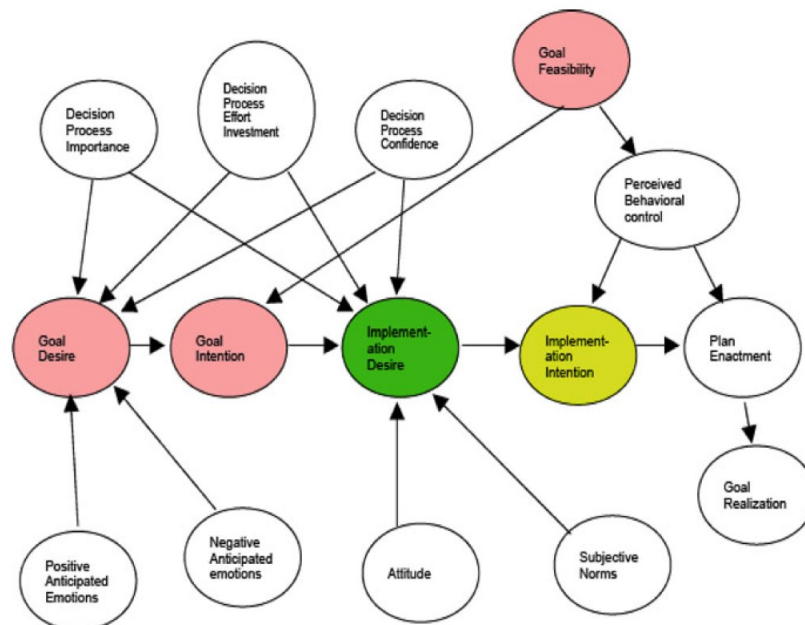 Goal
Feasibility
Decision
Process
Importance
Decision
Process
Effort
Investment
Decision
Process
Confidence
Perceived
Behavioral
control
Goal
Desire
Goal
Intention
Implement-
ation
Desire
Implement-
ation
Intention
Plan
Enactment
Goal
Realization
Positive
Anticipated
Emotions
Negative
Anticipated
emotions
Attitude
Subjective
Norms